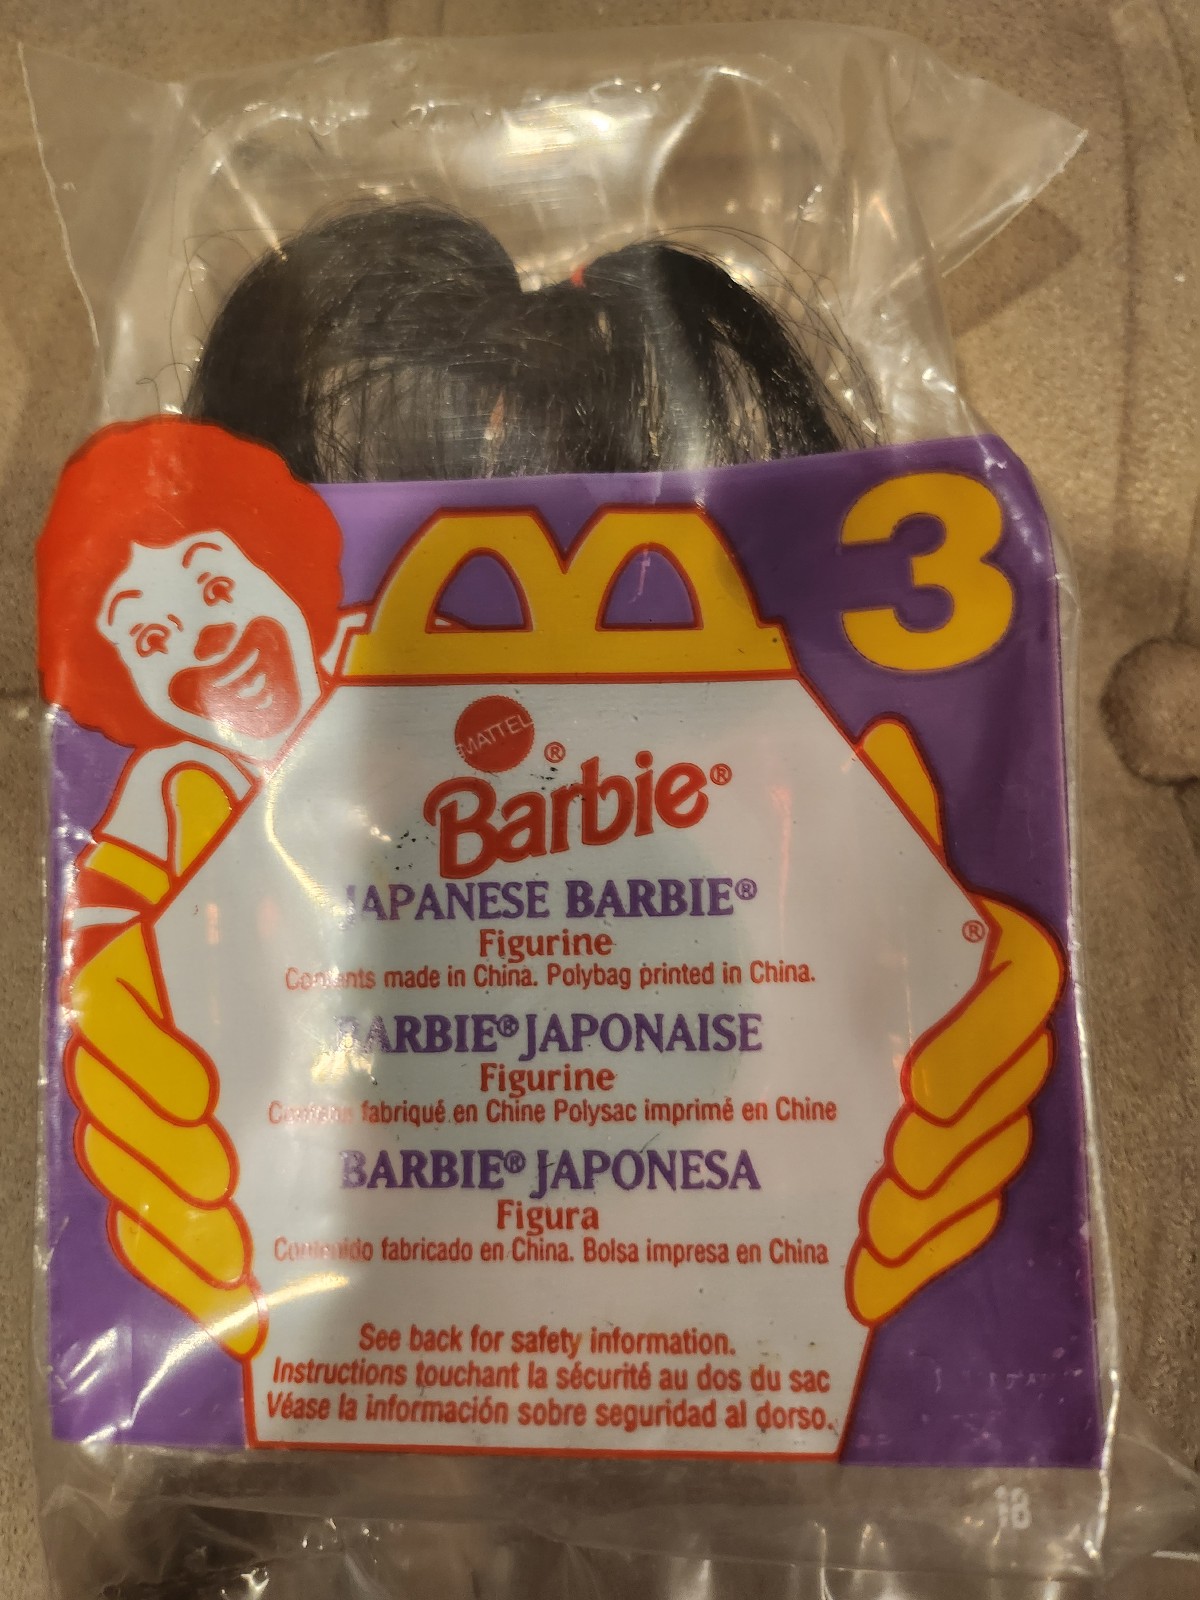 3
MATTEL
®
Barbie®
JAPANESE BARBIE®
Figurine
Contents made in China. Polybag printed in China.
®
BARBIE® JAPONAISE
Figurine
fabriqué en Chine Polysac imprimé en Chine
BARBIE® JAPONESA
Figura
Contenido fabricado en China. Bolsa impresa en China
See back for safety information.
Instructions touchant la sécurité au dos du sac
Véase la información sobre seguridad al dorso.
18